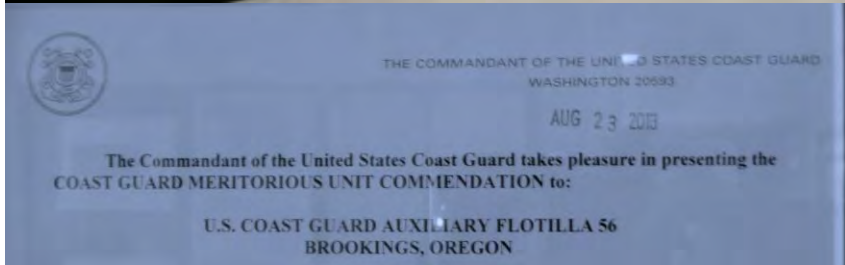 THE COMMANDANT OF THE UNITED STATES COAST GUARD
WASHINGTON 20593
AUG 23 2013
The Commandant of the United States Coast Guard takes pleasure in presenting the
COAST GUARD MERITORIOUS UNIT COMMENDATION to:
U.S. COAST GUARD AUXILIARY FLOTILLA 56
BROOKINGS, OREGON